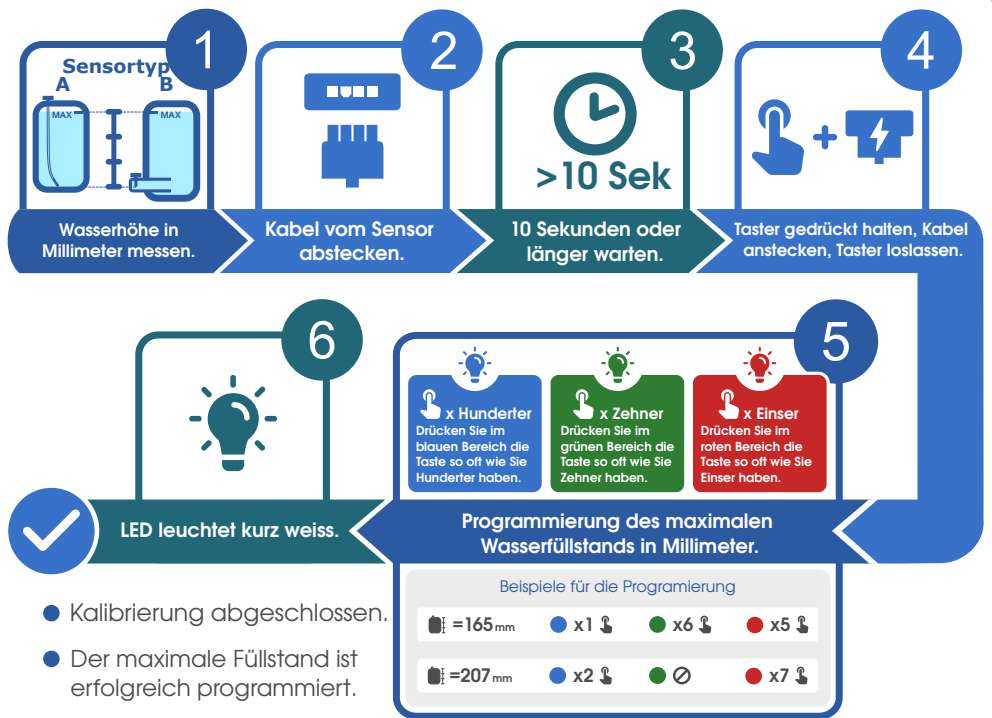 1
Sensortyp
A
B
MAX
MAX
Wasserhöhe in
Millimeter messen.
2
Kabel vom Sensor
abstecken.
3
>10 Sek
10 Sekunden oder
länger warten.
4
Taster gedrückt halten, Kabel
anstecken, Taster loslassen.
5
x Hunderter
Drücken Sie im
blauen Bereich die
Taste so oft wie Sie
Hunderter haben.
x Zehner
Drücken Sie im
grünen Bereich die
Taste so oft wie Sie
Zehner haben.
x Einser
Drücken Sie im
roten Bereich die
Taste so oft wie Sie
Einser haben.
Programmierung des maximalen
Wasserfüllstands in Millimeter.
Beispiele für die Programierung
=165mm x1 x6 x5
=207mm x2 x7
6
LED leuchtet kurz weiss.
Kalibrierung abgeschlossen.
Der maximale Füllstand ist
erfolgreich programmiert.